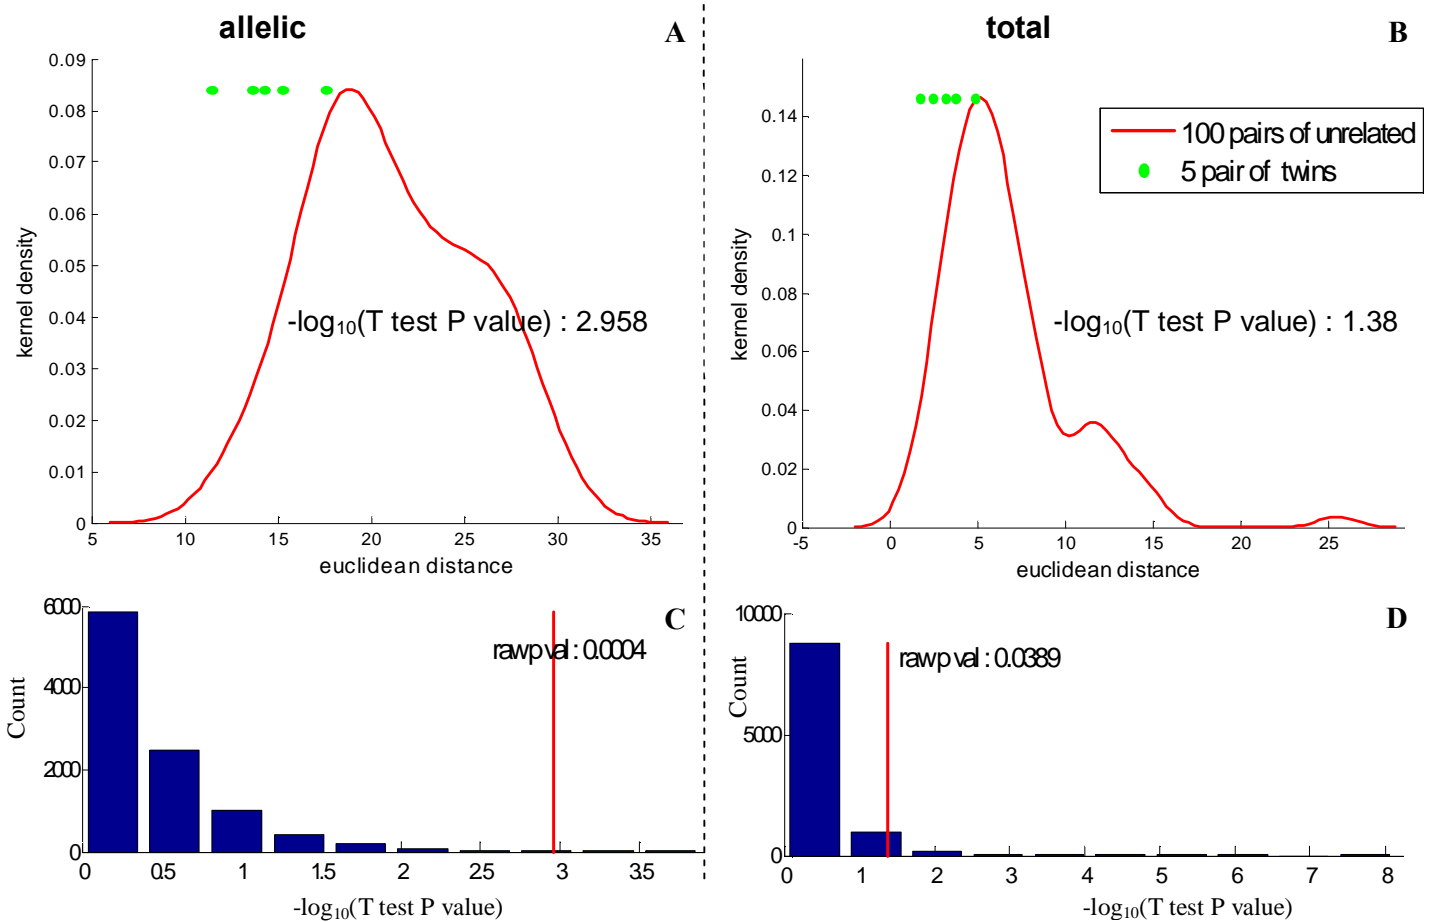 allelic
A
0.09
0.08
0.07
0.06
0.05
0.04
0.03
0.02
0.01
0
kernel density
-log10(T test P value) : 2.958
5
10
15
20
25
30
35
euclidean distance
total
B
100 pairs of unrelated
5 pair of twins
0.14
0.12
0.1
0.08
0.06
0.04
0.02
0
kernel density
-log10(T test P value) : 1.38
-5
0
5
10
15
20
25
euclidean distance
C
6000
4000
2000
0
Count
raw p val : 0.0004
0
0.5
1
1.5
2
2.5
3
3.5
-log10(T test P value)
D
10000
5000
0
Count
raw p val : 0.0389
0
1
2
3
4
5
6
7
8
-log10(T test P value)